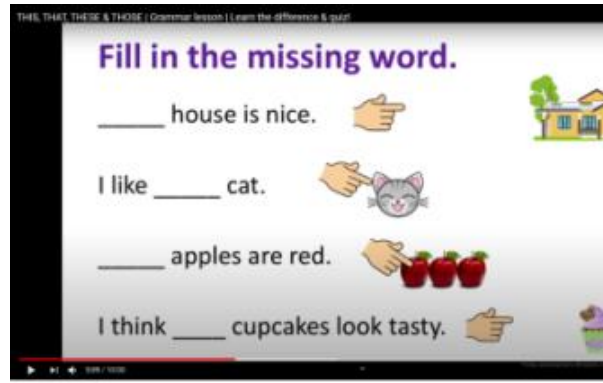 THIS, THAT, THESE & THOSE | Grammar lesson | Learn the difference & quiz!
Fill in the missing word.
_____ house is nice.
I like _____ cat.
_____ apples are red.
I think ____ cupcakes look tasty.